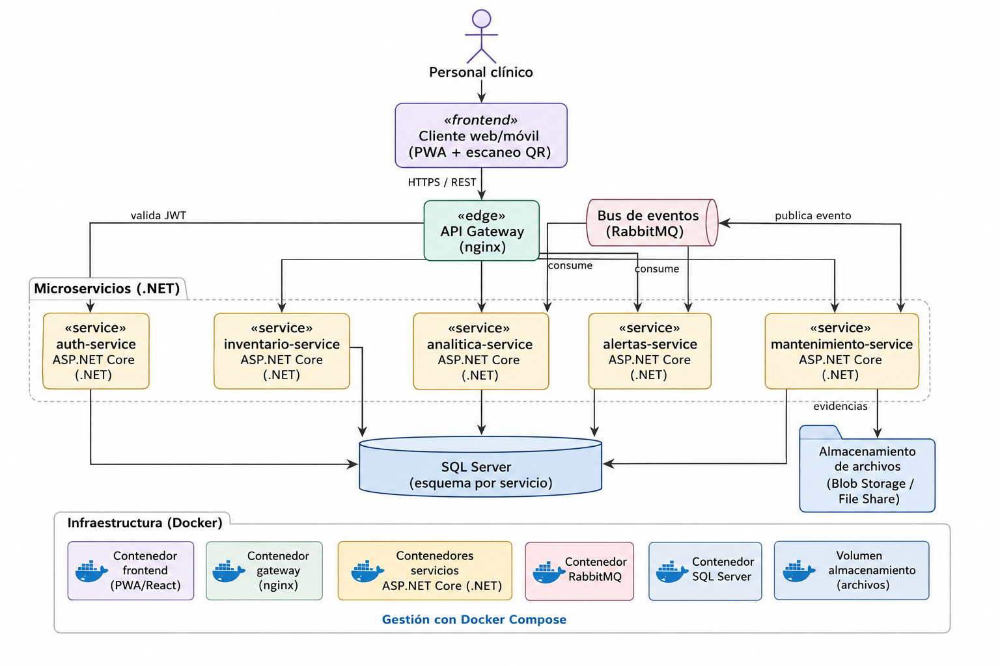 Personal clínico
«frontend»
Cliente web/móvil
(PWA + escaneo QR)
HTTPS / REST
valida JWT
«edge»
API Gateway
(nginx)
Bus de eventos
(RabbitMQ)
publica evento
consume
consume
Microservicios (.NET)
«service»
auth-service
ASP.NET Core
(.NET)
«service»
inventario-service
ASP.NET Core
(.NET)
«service»
analitica-service
ASP.NET Core
(.NET)
«service»
alertas-service
ASP.NET Core
(.NET)
«service»
mantenimiento-service
ASP.NET Core
(.NET)
evidencias
SQL Server
(esquema por servicio)
Almacenamiento
de archivos
(Blob Storage /
File Share)
Infraestructura (Docker)
Contenedor
frontend
(PWA/React)
Contenedor
gateway
(nginx)
Contenedores
servicios
ASP.NET Core (.NET)
Contenedor
RabbitMQ
Contenedor
SQL Server
Volumen
almacenamiento
(archivos)
Gestión con Docker Compose